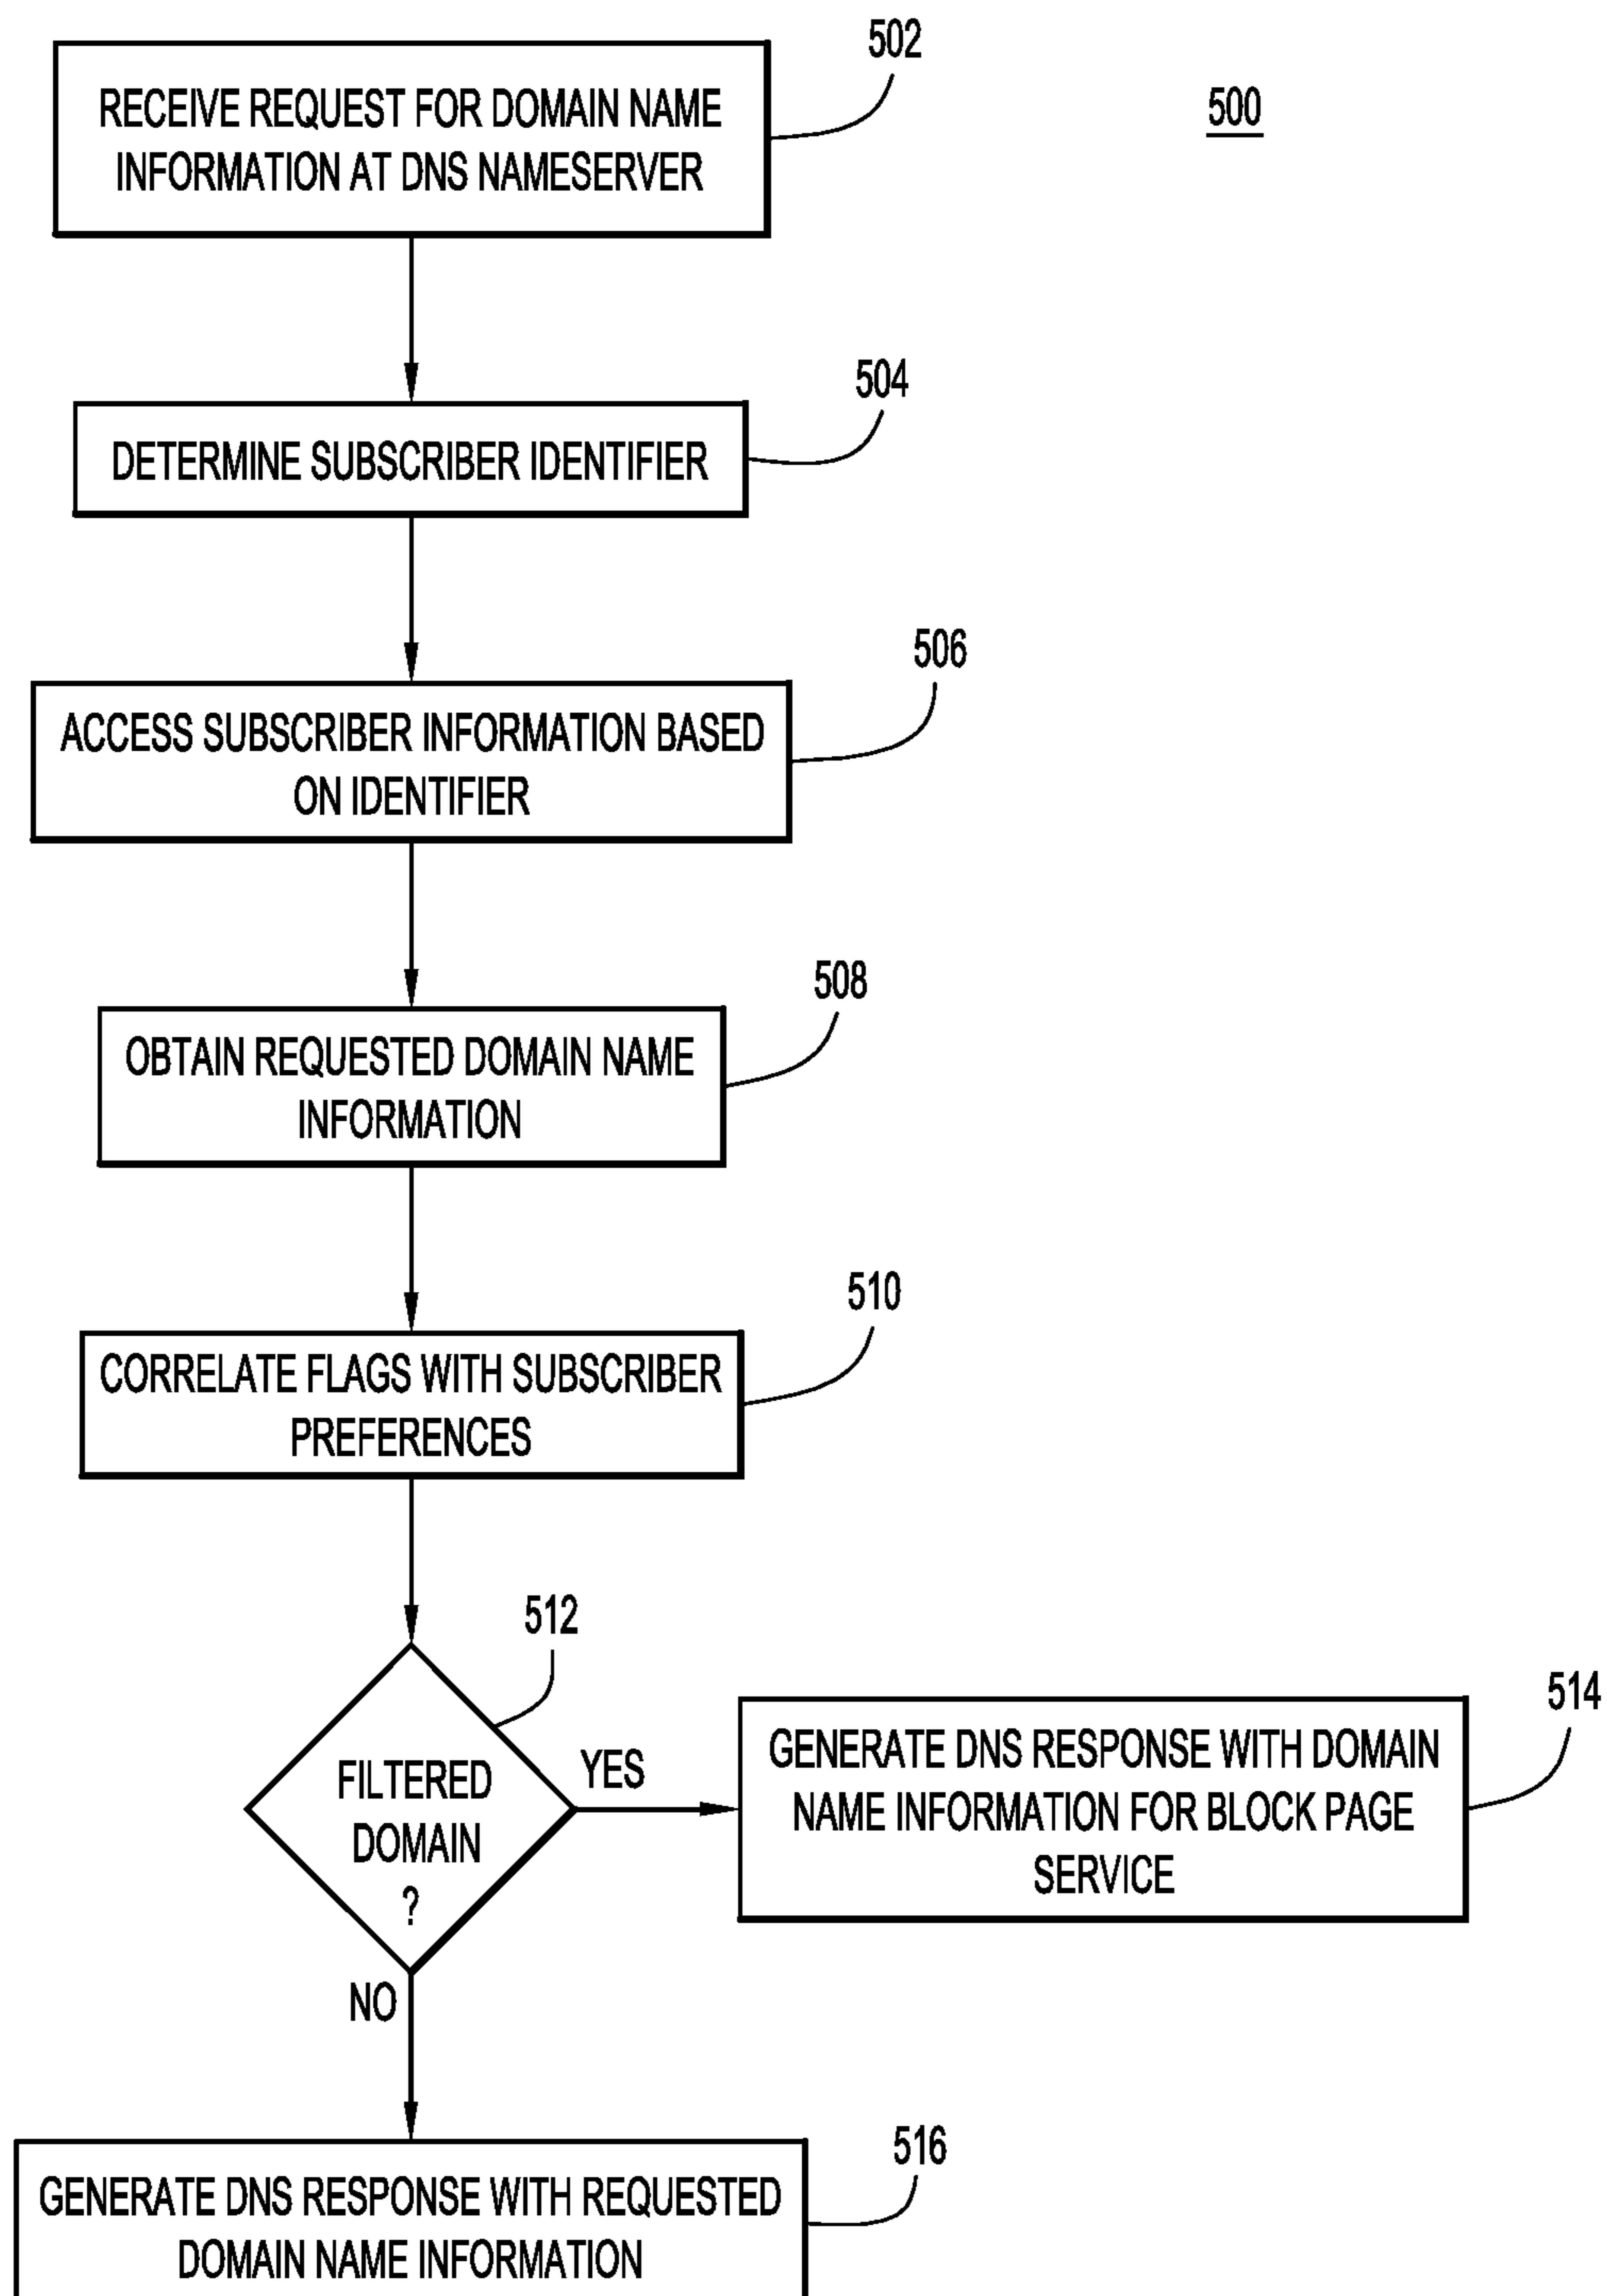 502
500
RECEIVE REQUEST FOR DOMAIN NAME
INFORMATION AT DNS NAMESERVER
504
DETERMINE SUBSCRIBER IDENTIFIER
506
ACCESS SUBSCRIBER INFORMATION BASED
ON IDENTIFIER
508
OBTAIN REQUESTED DOMAIN NAME
INFORMATION
510
CORRELATE FLAGS WITH SUBSCRIBER
PREFERENCES
512
FILTERED
DOMAIN
?
YES
514
GENERATE DNS RESPONSE WITH DOMAIN
NAME INFORMATION FOR BLOCK PAGE
SERVICE
NO
516
GENERATE DNS RESPONSE WITH REQUESTED
DOMAIN NAME INFORMATION